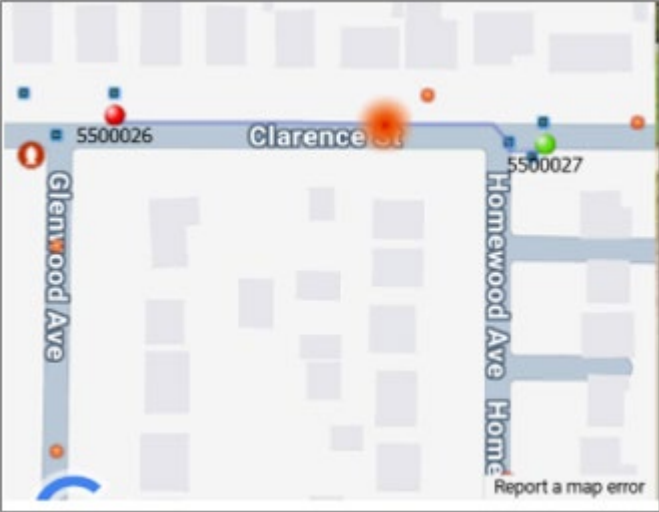 5500026
Clarence St
5500027
Glenwood Ave
Homewood Ave
Home
Report a map error